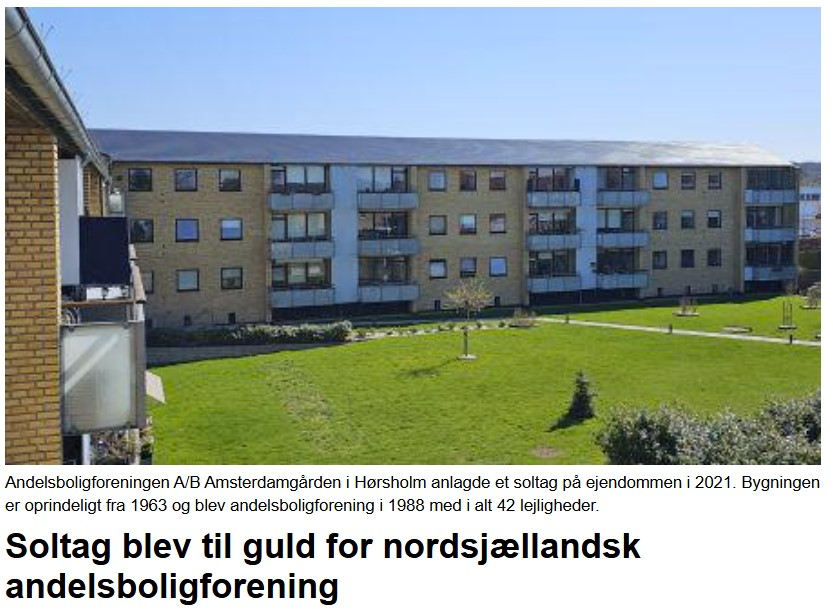 Andelsboligforeningen A/B Amsterdamgården i Hørsholm anlagde et soltag på ejendommen i 2021. Bygningen
er oprindeligt fra 1963 og blev andelsboligforening i 1988 med i alt 42 lejligheder.
Soltag blev til guld for nordsjællandsk
andelsboligforening